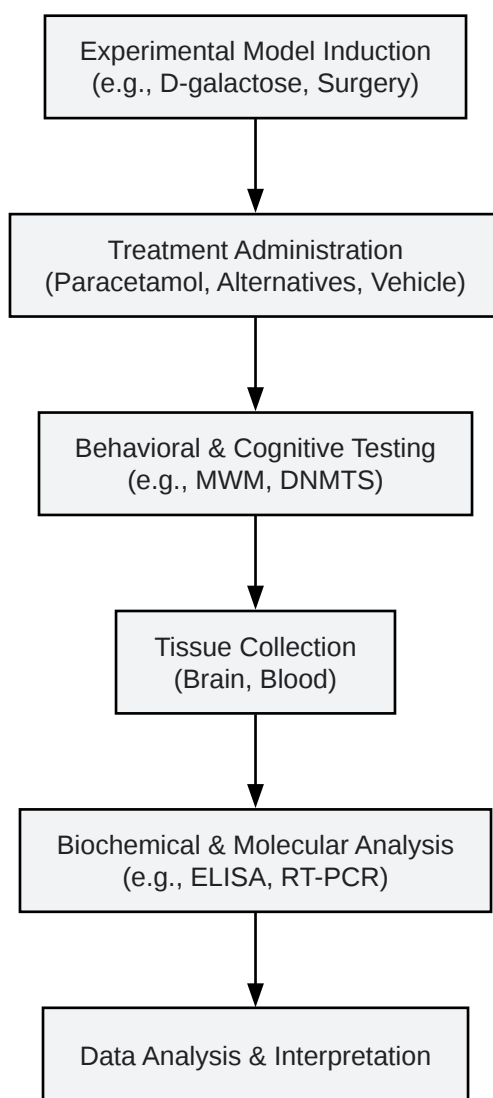 Experimental Model Induction
(e.g., D-galactose, Surgery)
Treatment Administration
(Paracetamol, Alternatives, Vehicle)
Behavioral & Cognitive Testing
(e.g., MWM, DNMTS)
Tissue Collection
(Brain, Blood)
Biochemical & Molecular Analysis
(e.g., ELISA, RT-PCR)
Data Analysis & Interpretation